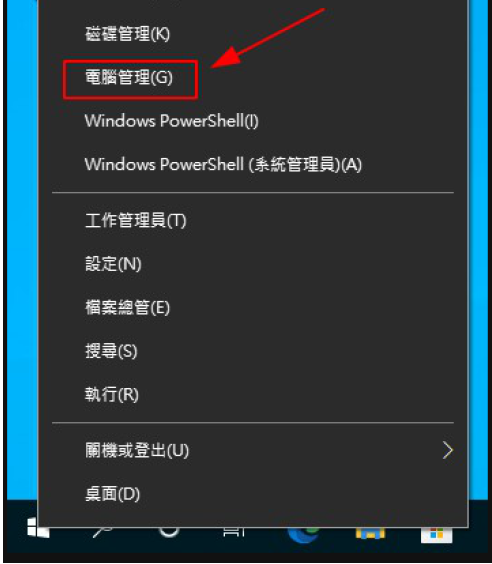 磁碟管理(K)
電腦管理(G)
Windows PowerShell(I)
Windows PowerShell (系統管理員)(A)
工作管理員(T)
設定(N)
檔案總管(E)
搜尋(S)
執行(R)
關機或登出(U)
桌面(D)